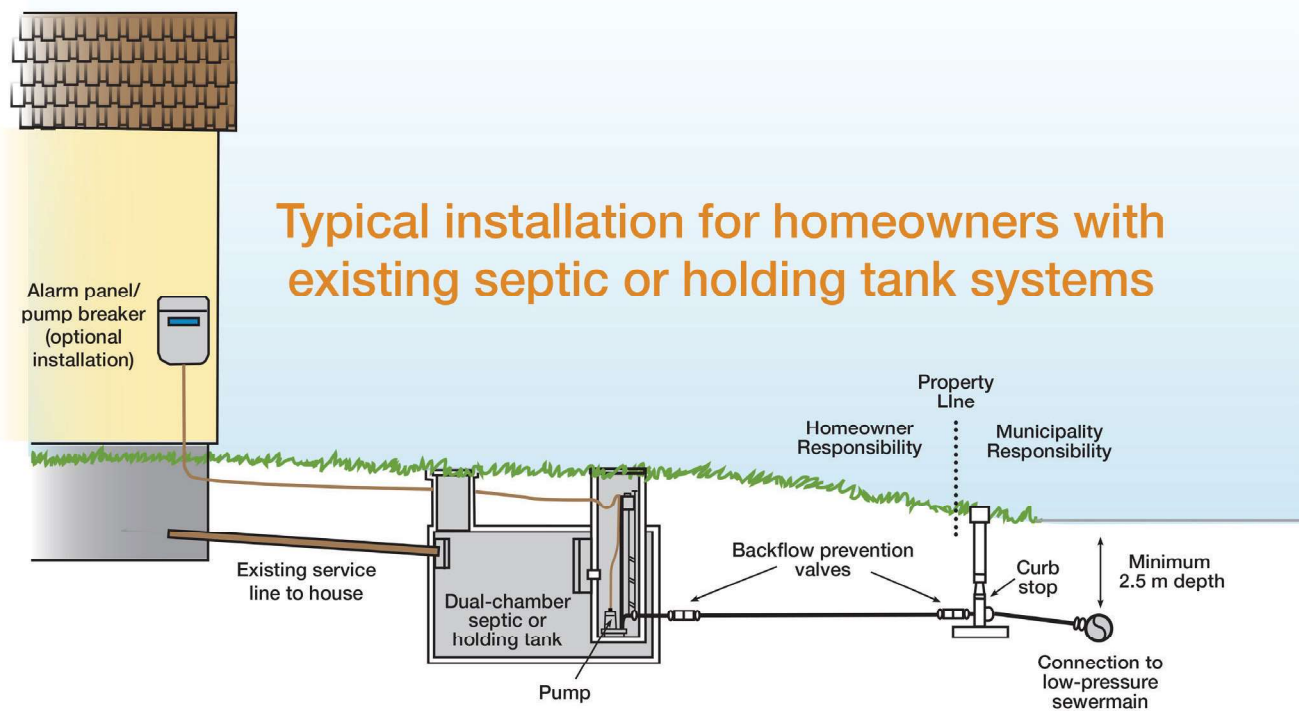 Typical installation for homeowners with
existing septic or holding tank systems
Alarm panel/
pump breaker
(optional
installation)
Property
LIne
Homeowner
Responsibility
Municipality
Responsibility
Existing service
line to house
Dual-chamber
septic or
holding tank
Pump
Backflow prevention
valves
Curb
stop
Minimum
2.5 m depth
Connection to
low-pressure
sewermain